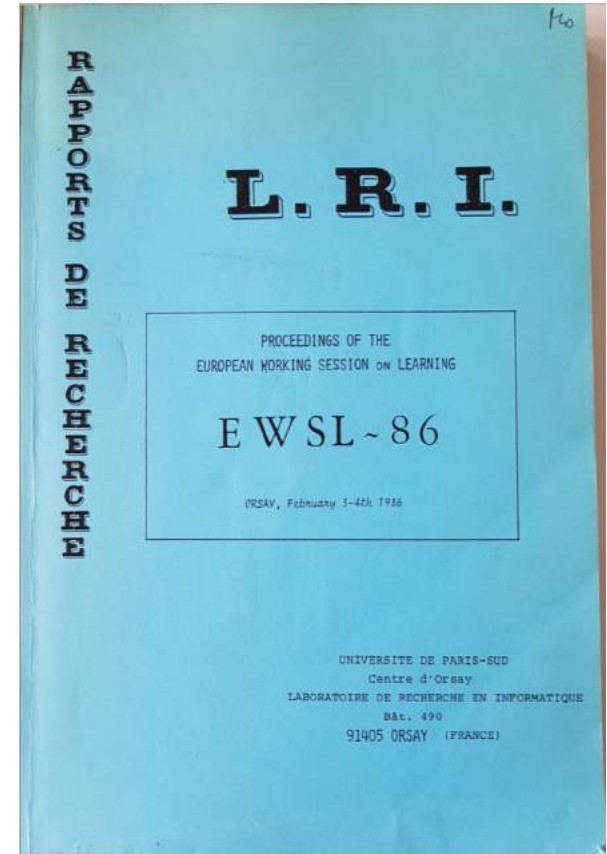 RAPPORTS DE RECHERCHE
L. R. I.
PROCEEDINGS OF THE
EUROPEAN WORKING SESSION ON LEARNING
E W SL ~ 86
ORSAY, February 3-4th 1986
UNIVERSITE DE PARIS-SUD
Centre d'Orsay
LABORATOIRE DE RECHERCHE EN INFORMATIQUE
Bât. 490
91405 ORSAY (FRANCE)